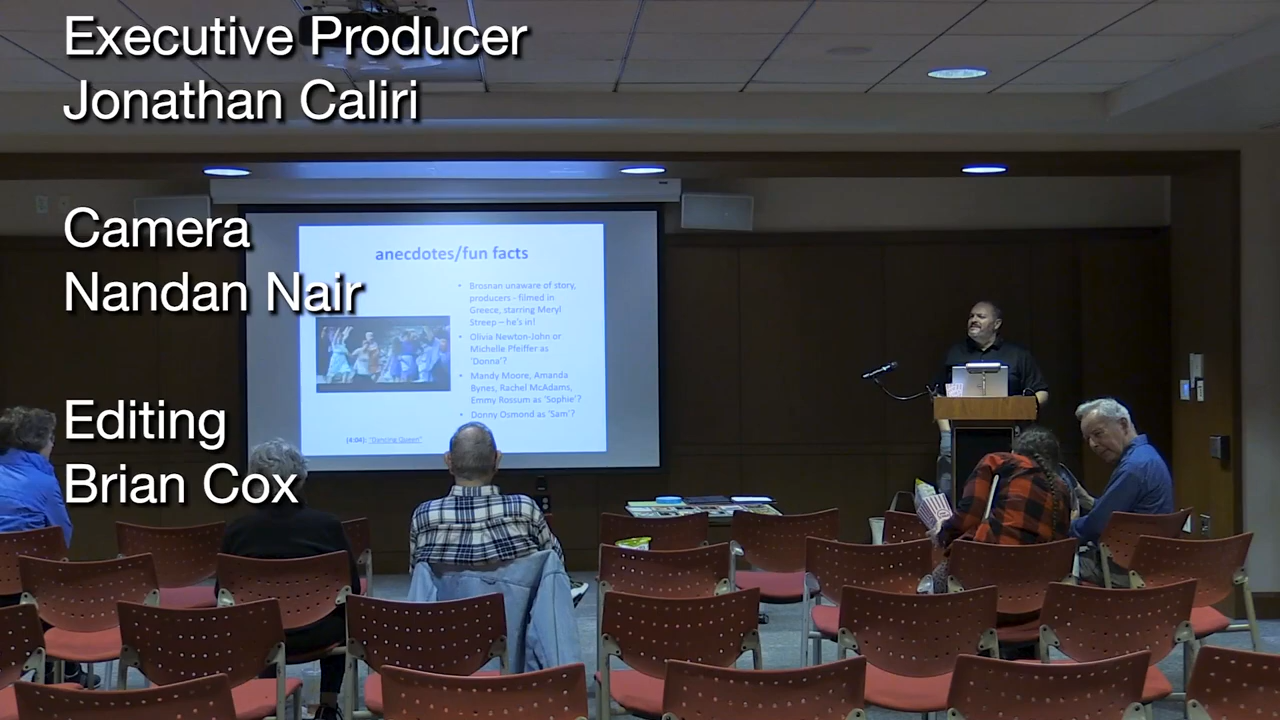 Executive Producer
Jonathan Caliri
Camera
Nandan Nair
Editing
Brian Cox
anecdotes/fun facts
• Brosnan unaware of story,
producers - filmed in
Greece, starring Meryl
Streep – he's in!
• Olivia Newton-John or
Michelle Pfeiffer as
'Donna'?
• Mandy Moore, Amanda
Bynes, Rachel McAdams,
Emmy Rossum as 'Sophie'?
• Donny Osmond as 'Sam'?
[4:04]: "Dancing Queen"